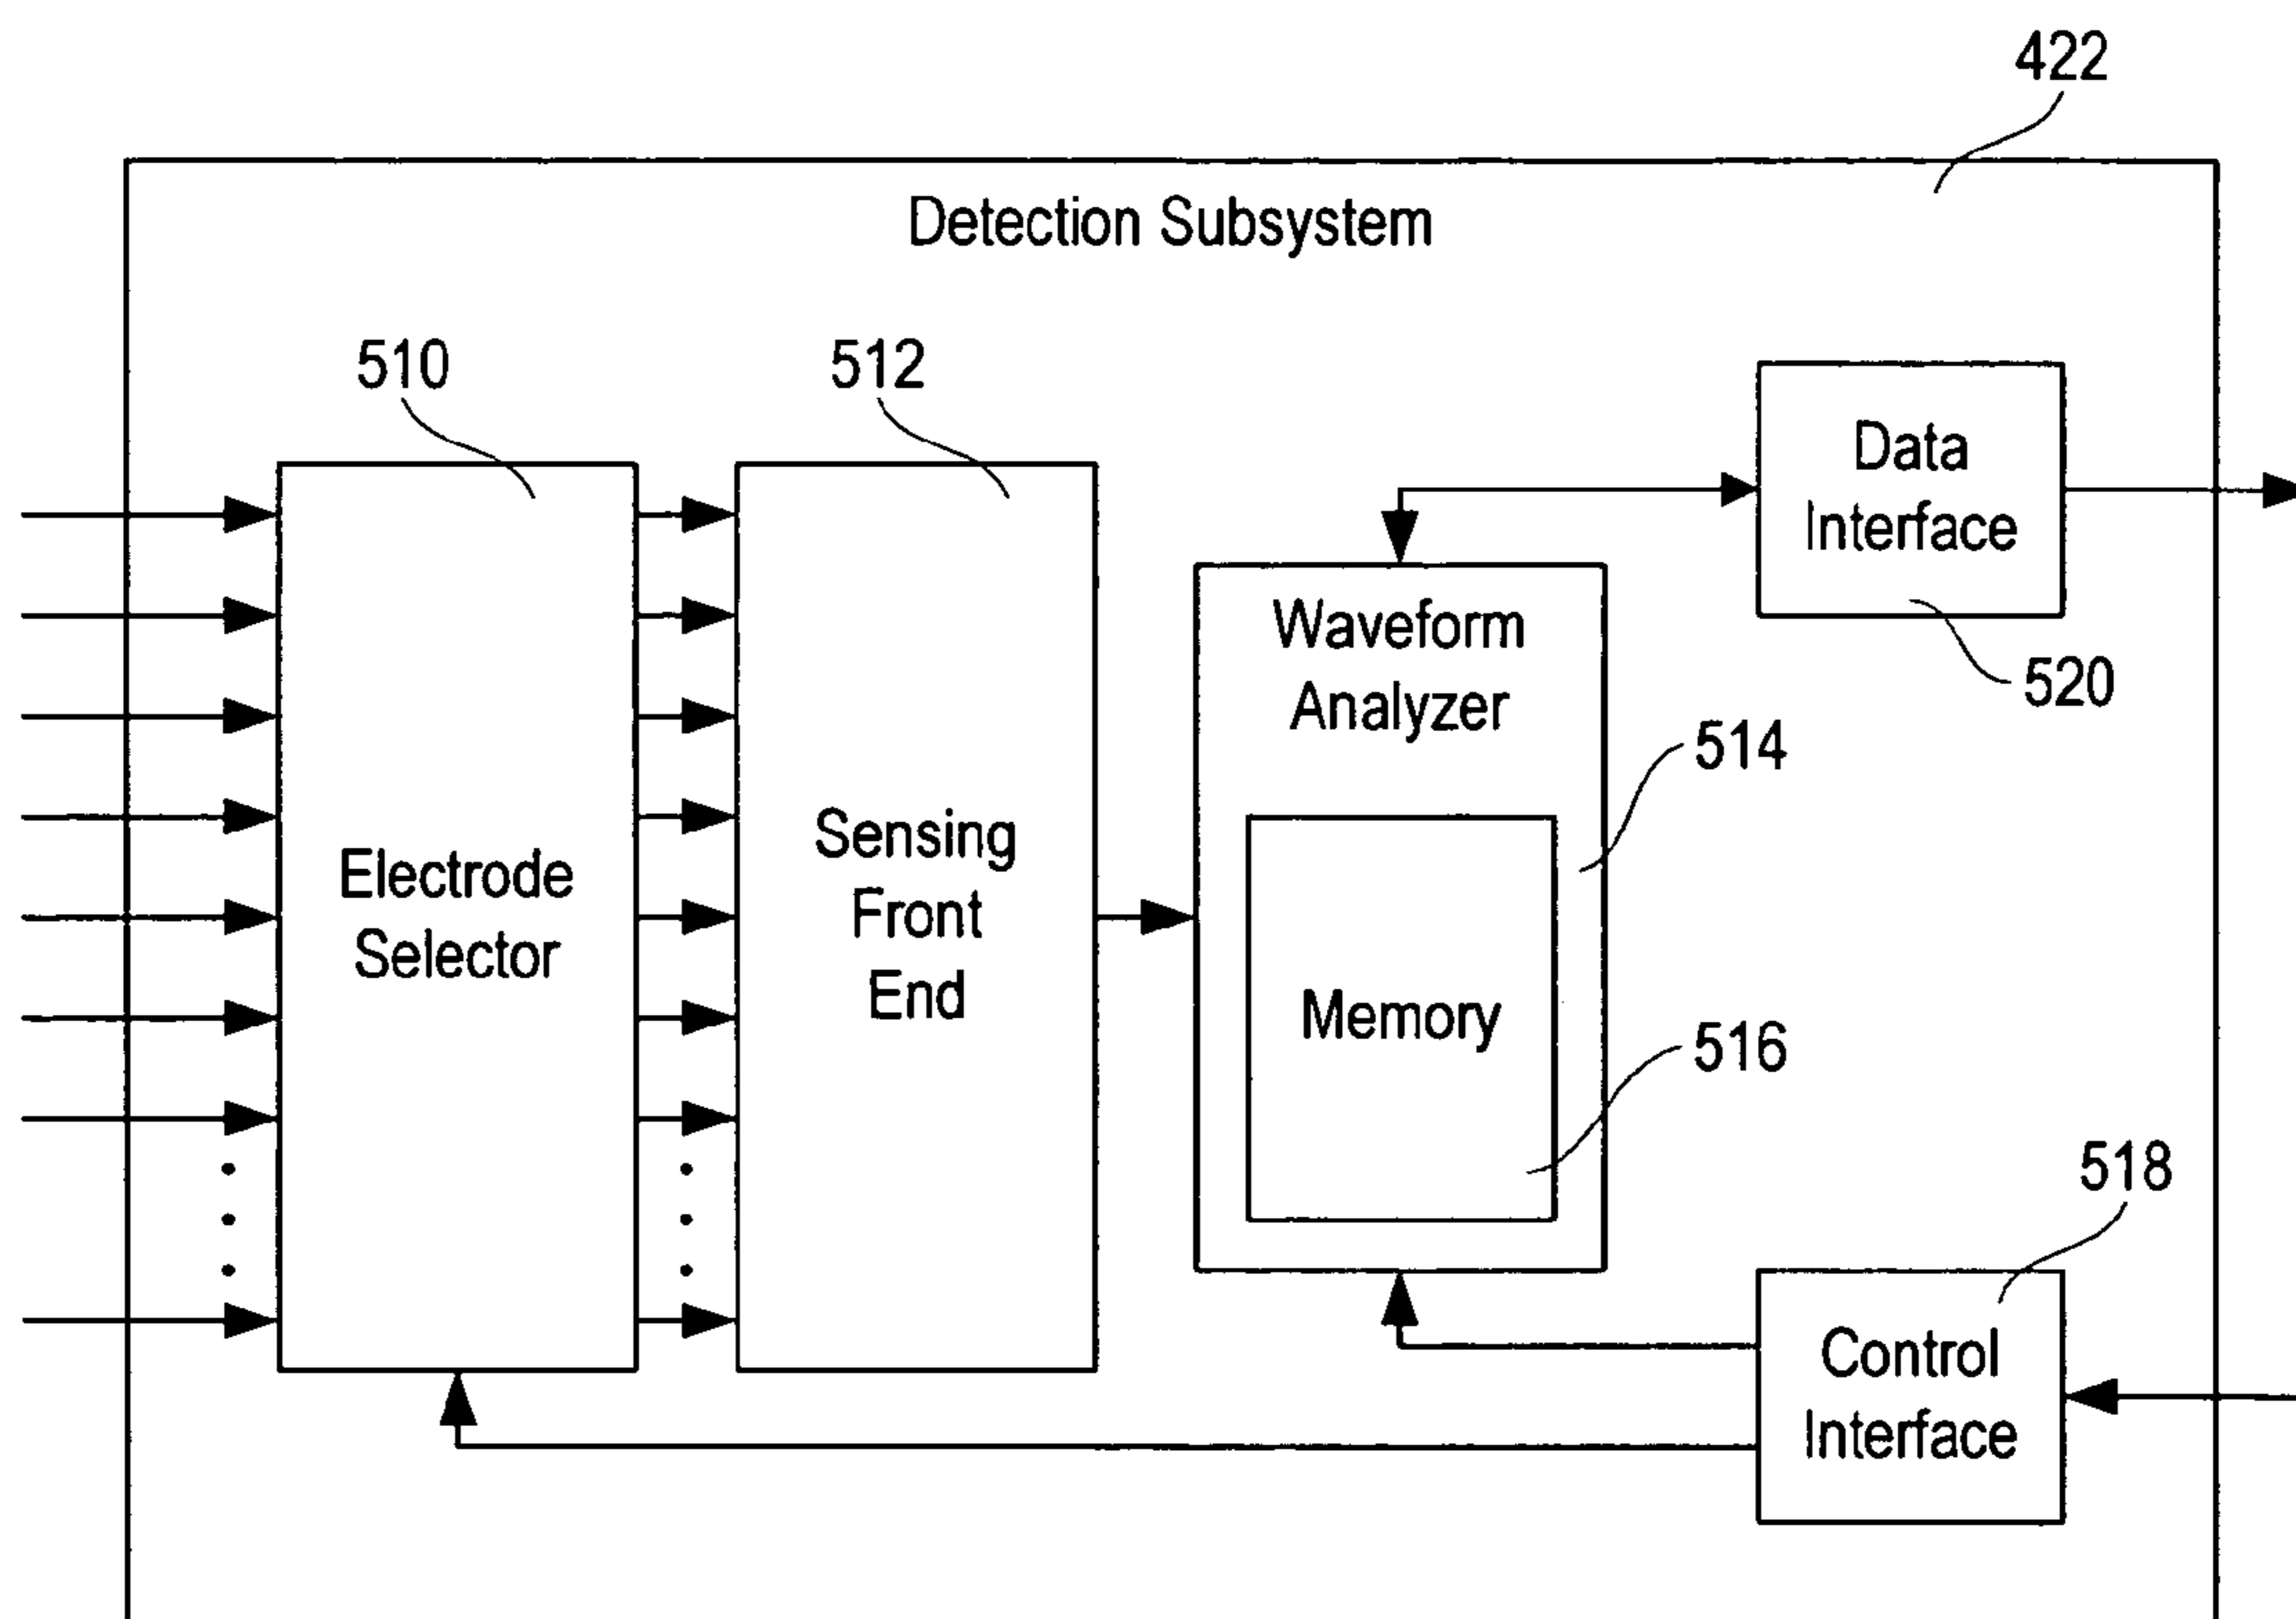 422
Detection Subsystem
510
512
Data
Interface
520
Waveform
Analyzer
514
Electrode
Selector
Sensing
Front
End
Memory
516
518
Control
Interface